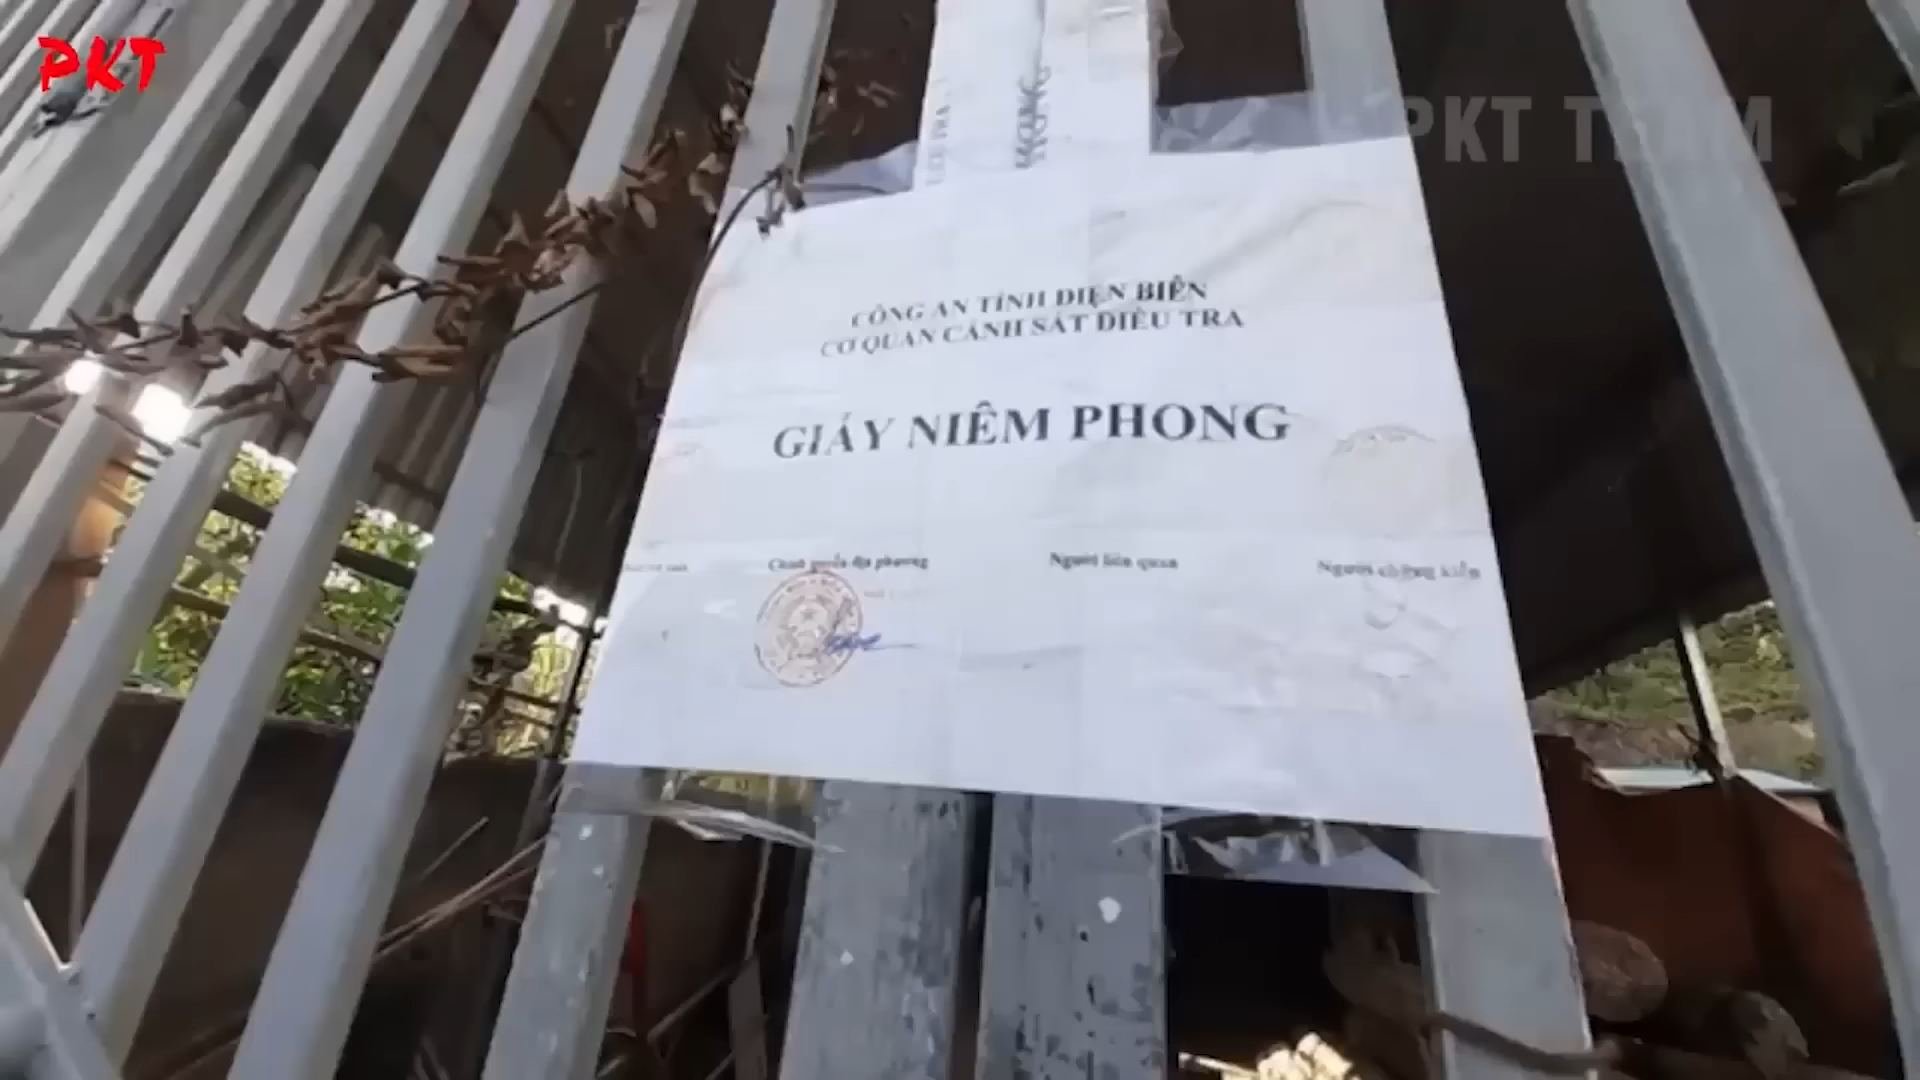 PKT
PKT TEAM
CÔNG AN TỈNH ĐIỆN BIÊN
CƠ QUAN CẢNH SÁT ĐIỀU TRA
GIẤY NIÊM PHONG
Chính quyền địa phương
Người liên quan
Người chứng kiến